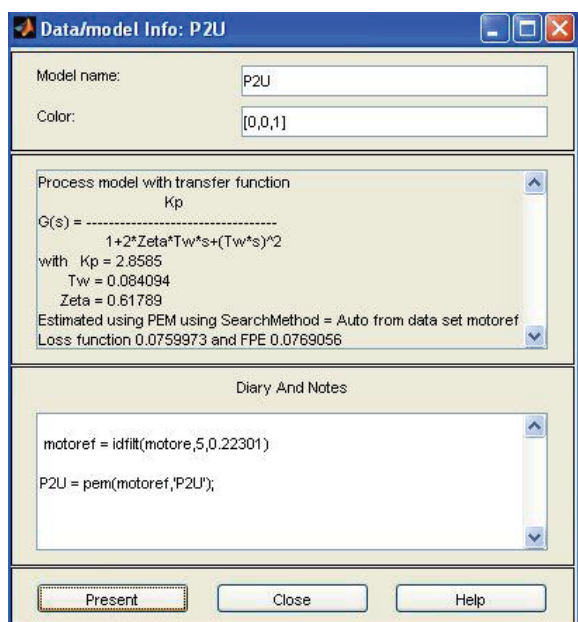 Data/model Info: P2U
Model name:
P2U
Color:
[0,0,1]
Process model with transfer function
Kp
G(s) = ----------------------------------
1+2*Zeta*Tw*s+(Tw*s)^2
with Kp = 2.8585
Tw = 0.084094
Zeta = 0.61789
Estimated using PEM using SearchMethod = Auto from data set motoref
Loss function 0.0759973 and FPE 0.0769056
Diary And Notes
motoref = idfilt(motore,5,0.22301)
P2U = pem(motoref,'P2U');
Present
Close
Help